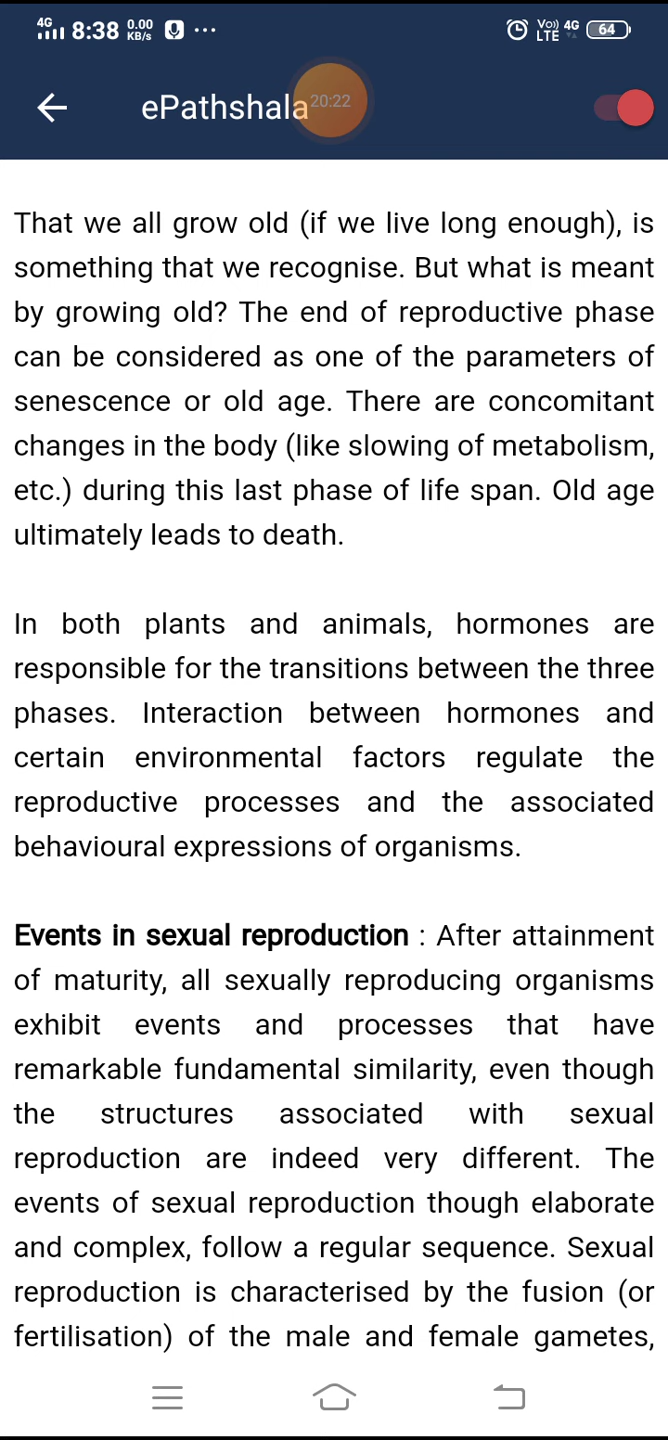 4G 8:38 0.00 KB/s ... Vo)) LTE 4G 64
ePathshala 20:22
That we all grow old (if we live long enough), is
something that we recognise. But what is meant
by growing old? The end of reproductive phase
can be considered as one of the parameters of
senescence or old age. There are concomitant
changes in the body (like slowing of metabolism,
etc.) during this last phase of life span. Old age
ultimately leads to death.
In both plants and animals, hormones are
responsible for the transitions between the three
phases. Interaction between hormones and
certain environmental factors regulate the
reproductive processes and the associated
behavioural expressions of organisms.
Events in sexual reproduction : After attainment
of maturity, all sexually reproducing organisms
exhibit events and processes that have
remarkable fundamental similarity, even though
the structures associated with sexual
reproduction are indeed very different. The
events of sexual reproduction though elaborate
and complex, follow a regular sequence. Sexual
reproduction is characterised by the fusion (or
fertilisation) of the male and female gametes,